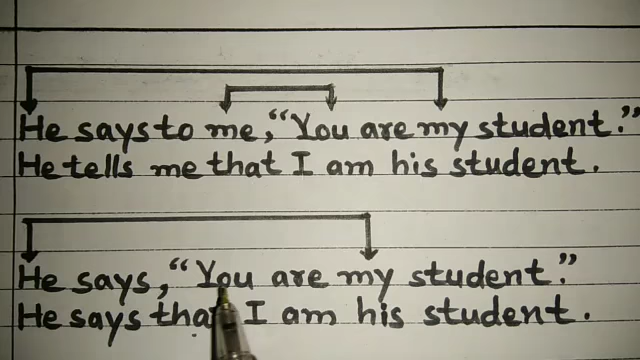 He says to me, “You are my student.”
He tells me that I am his student.
He says, “You are my student.”
He says that I am his student.